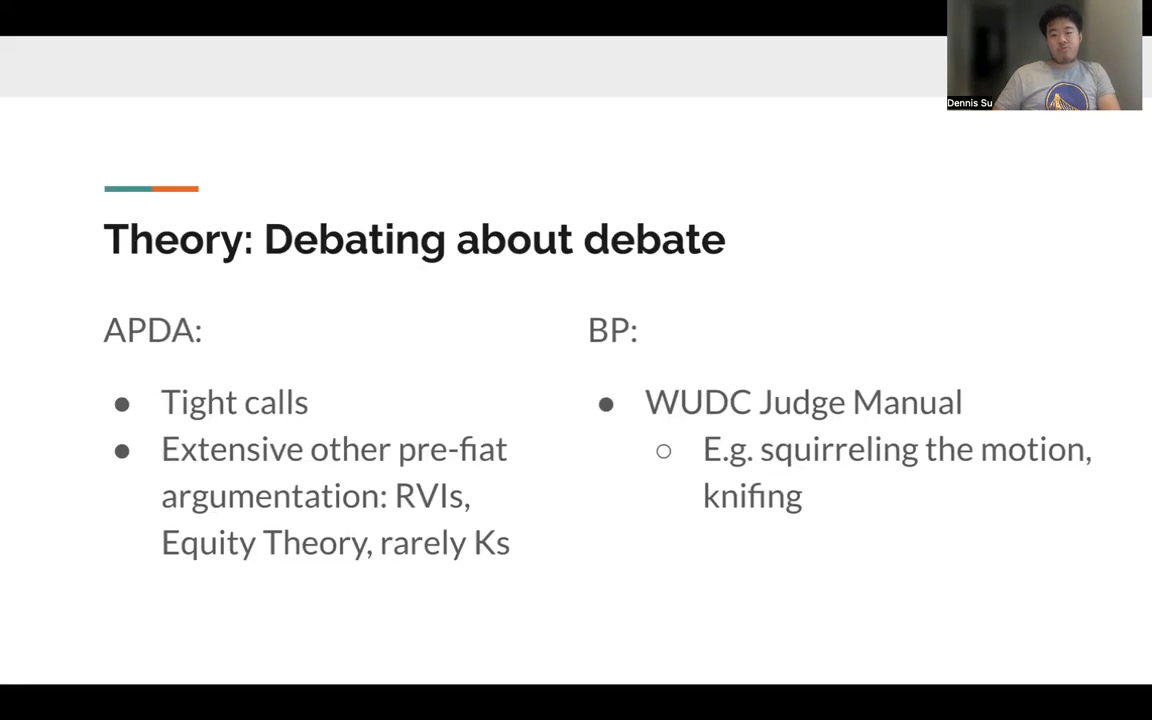 Dennis Su
Theory: Debating about debate
APDA:
● Tight calls
● Extensive other pre-fiat
argumentation: RVIs,
Equity Theory, rarely Ks
BP:
● WUDC Judge Manual
○ E.g. squirreling the motion,
knifing